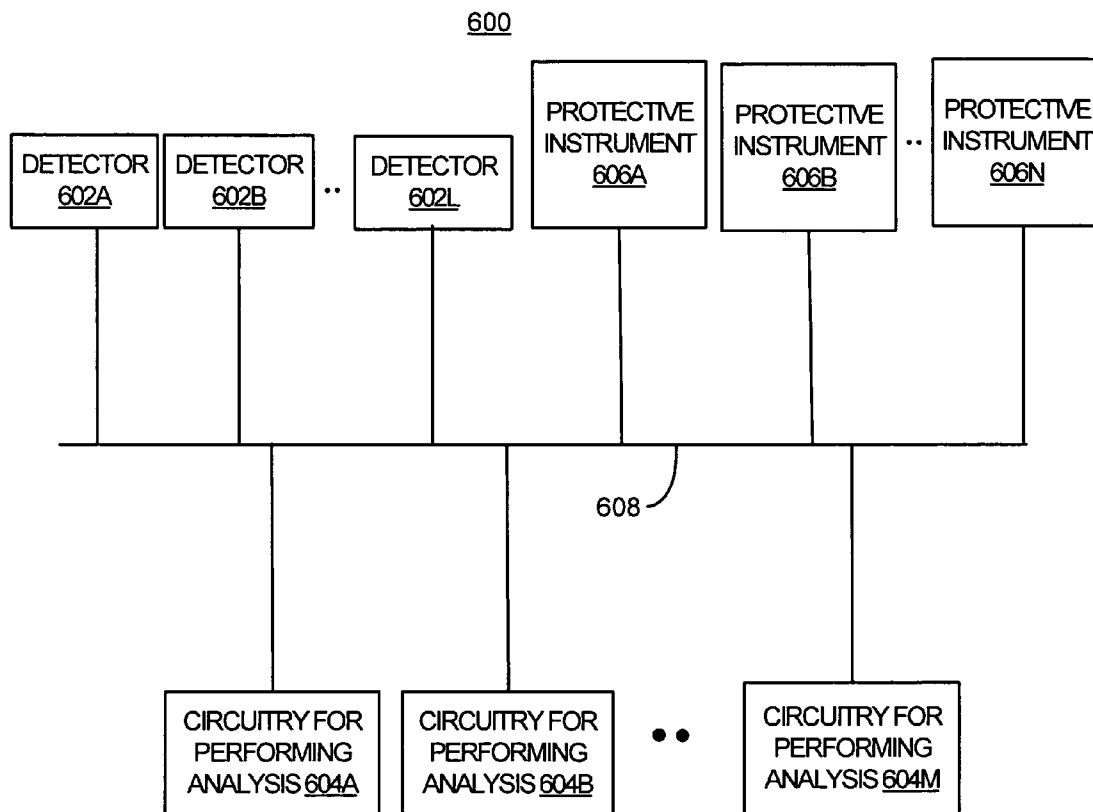 600
DETECTOR
602A
DETECTOR
602B
..
DETECTOR
602L
PROTECTIVE
INSTRUMENT
606A
PROTECTIVE
INSTRUMENT
606B
..
PROTECTIVE
INSTRUMENT
606N
608
CIRCUITRY FOR
PERFORMING
ANALYSIS 604A
CIRCUITRY FOR
PERFORMING
ANALYSIS 604B
••
CIRCUITRY FOR
PERFORMING
ANALYSIS 604M